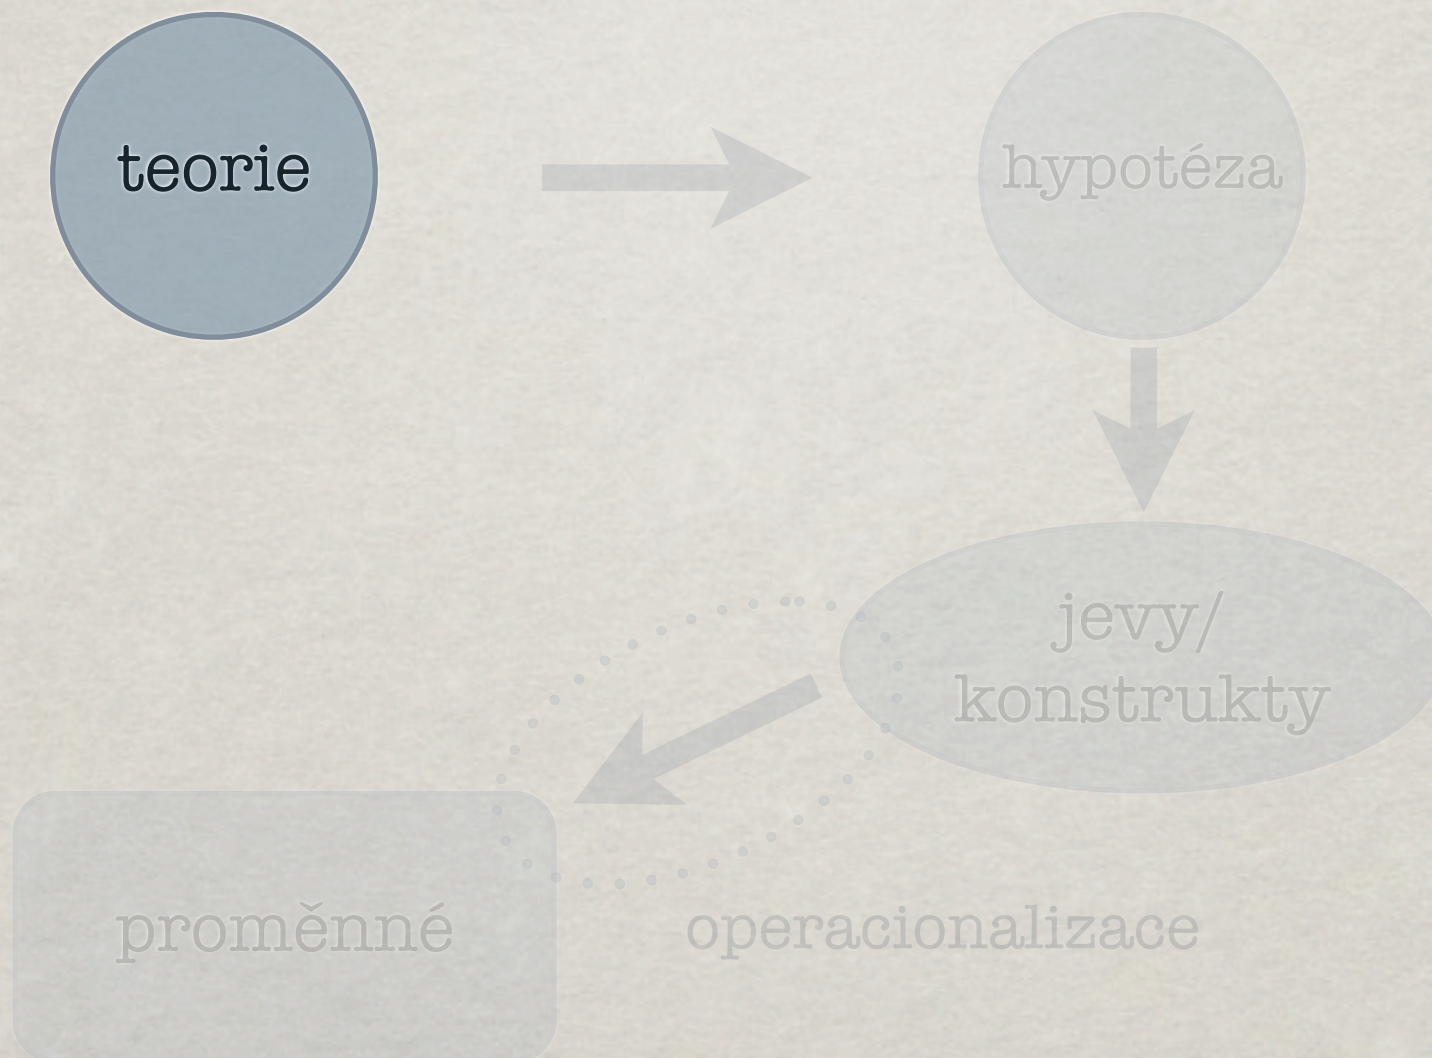 teorie
hypotéza
jevy/
konstrukty
proměnné
operacionalizace